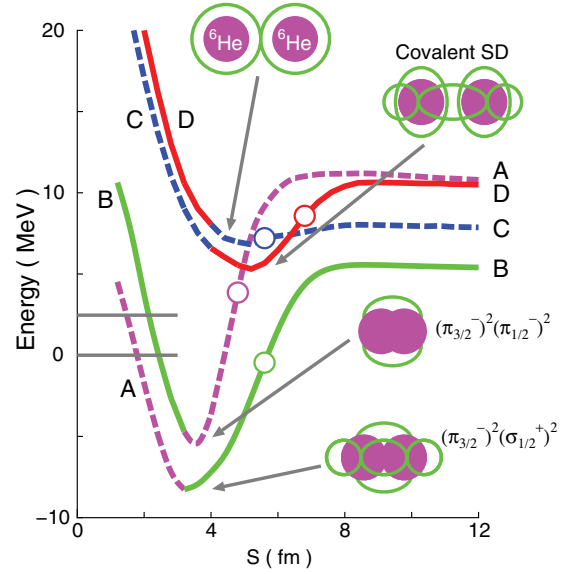 20
10
0
−10
Energy ( MeV )
0
4
8
12
S ( fm )
⁶He
⁶He
Covalent SD
C
D
B
A
A
D
C
B
(π₃/₂⁻)²(π₁/₂⁻)²
(π₃/₂⁻)²(σ₁/₂⁺)²